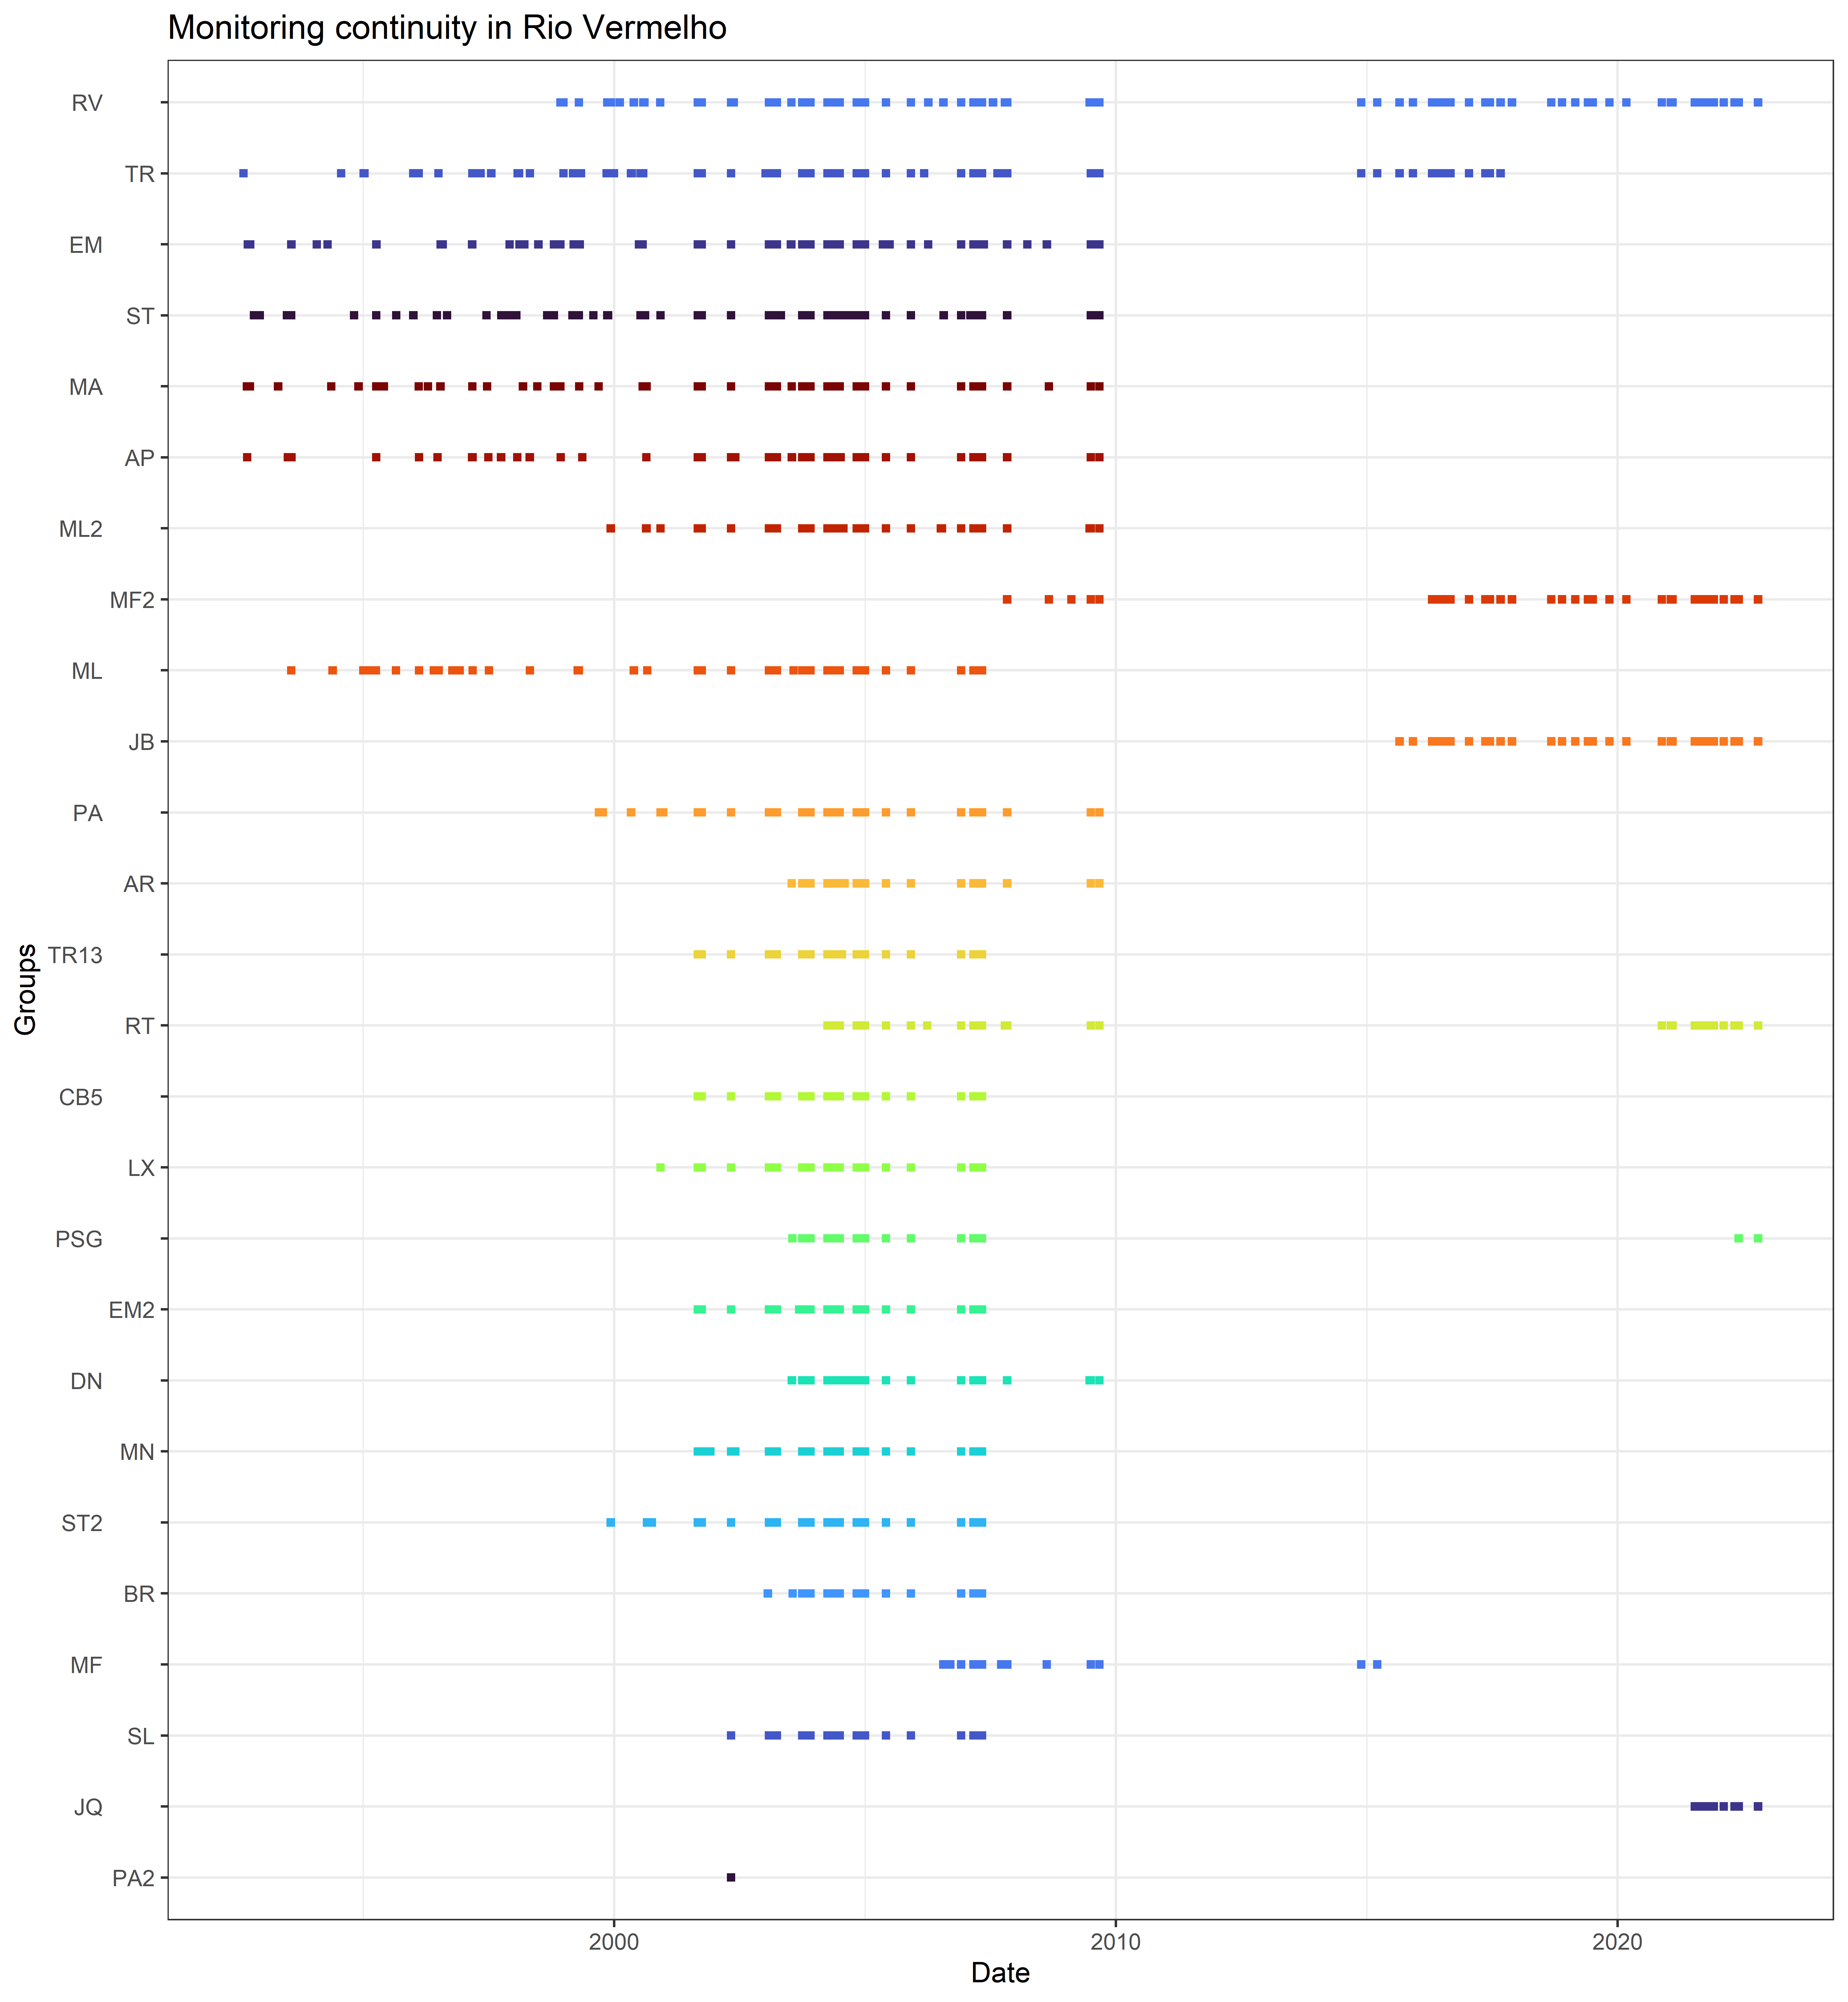 Monitoring continuity in Rio Vermelho
RV
TR
EM
ST
MA
AP
ML2
MF2
ML
JB
PA
AR
TR13
RT
CB5
LX
PSG
EM2
DN
MN
ST2
BR
MF
SL
JQ
PA2
Groups
2000 2010 2020
Date